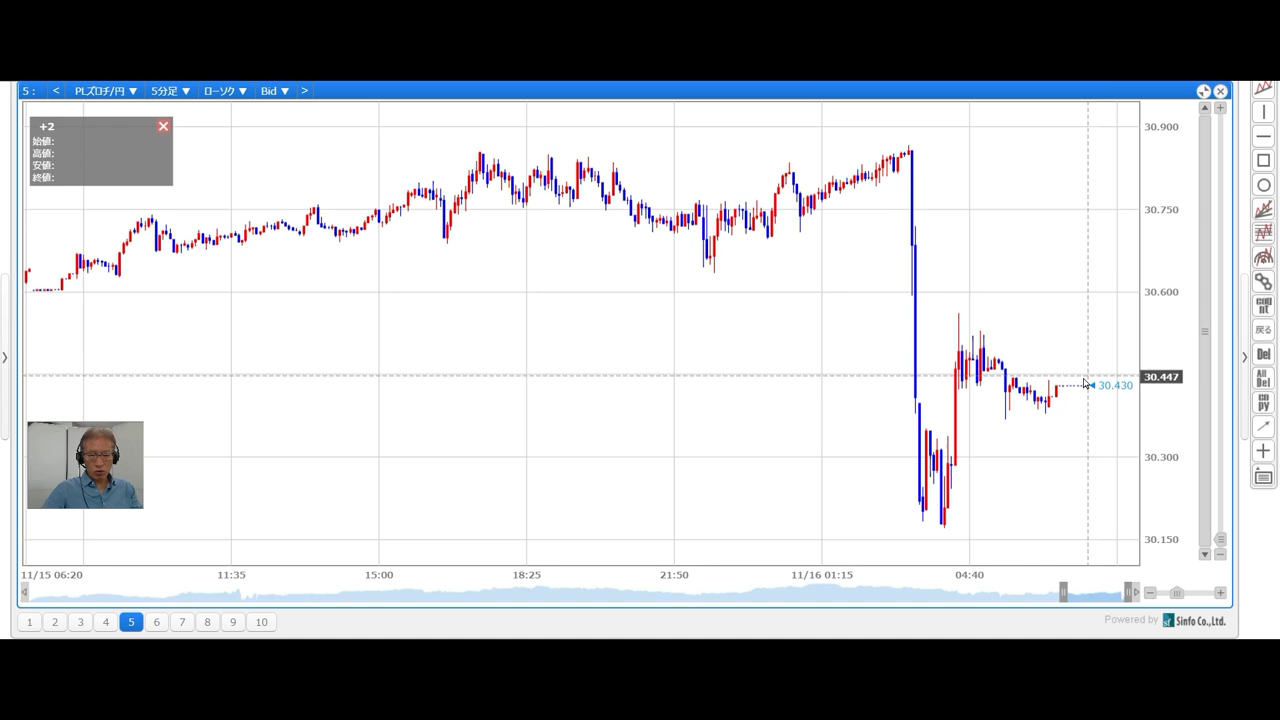 5 : < PLズロチ/円 ▼ 5分足 ▼ ローソク ▼ Bid ▼ >
+2
始値:
高値:
安値:
終値:
30.900
30.750
30.600
30.447
30.430
30.300
30.150
11/15 06:20 11:35 15:00 18:25 21:50 11/16 01:15 04:40
1 2 3 4 5 6 7 8 9 10
Powered by Sinfo Co.,Ltd.
戻る
Del
All Del
co py